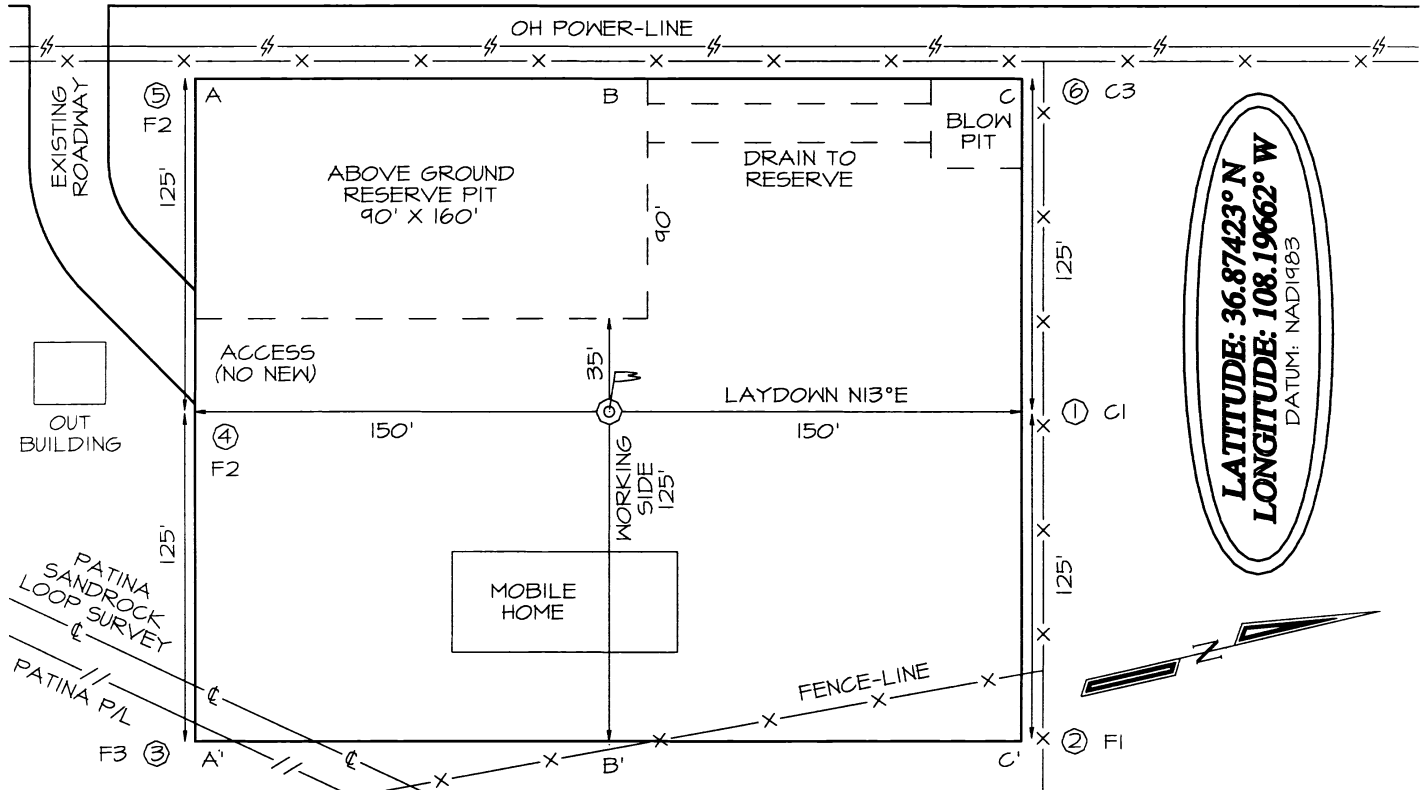 OH POWER-LINE
EXISTING
ROADWAY
⑤
F2
A
B
C
⑥ C3
BLOW
PIT
125'
ABOVE GROUND
RESERVE PIT
90' X 160'
90'
DRAIN TO
RESERVE
125'
LATITUDE: 36.87423° N
LONGITUDE: 108.19662° W
DATUM: NAD1983
ACCESS
(NO NEW)
35'
LAYDOWN N13°E
OUT
BUILDING
④
F2
150'
150'
① C1
WORKING
SIDE
125'
125'
125'
PATINA
SANDROCK
LOOP SURVEY
MOBILE
HOME
PATINA P/L
FENCE-LINE
N
F3 ③
A'
B'
C'
② F1